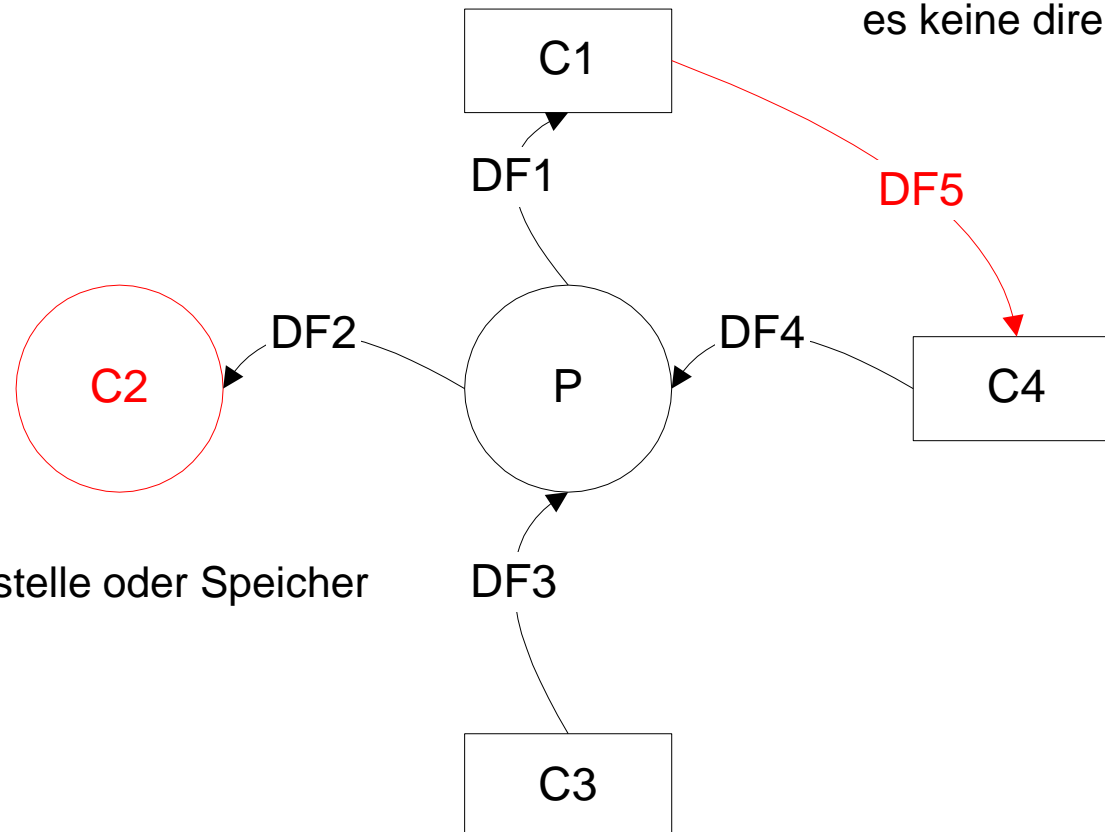 es keine dire
C1
DF1
DF5
DF2
DF4
C2
P
C4
stelle oder Speicher
DF3
C3